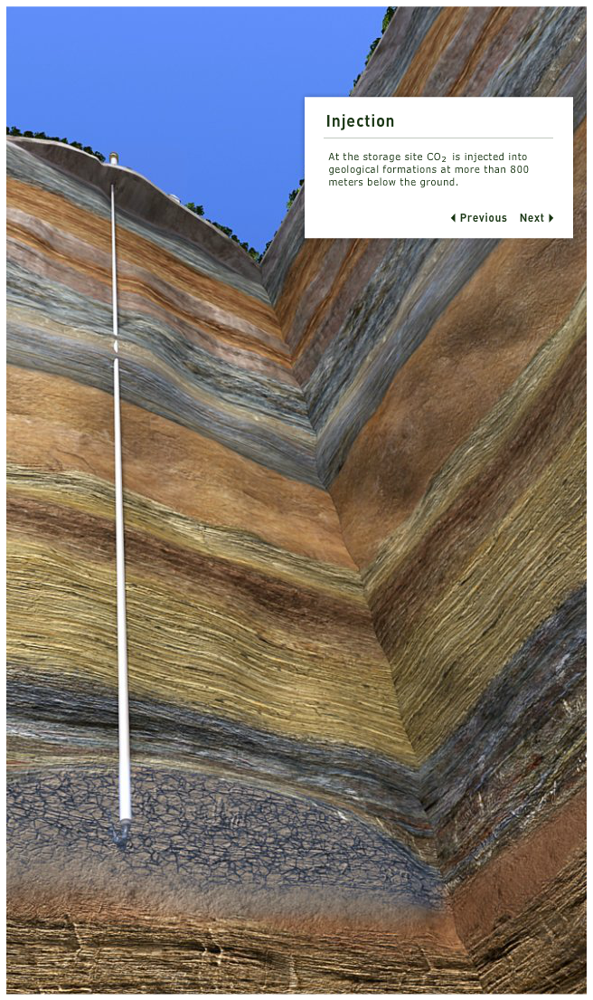 Injection
At the storage site CO₂ is injected into
geological formations at more than 800
meters below the ground.
Previous Next